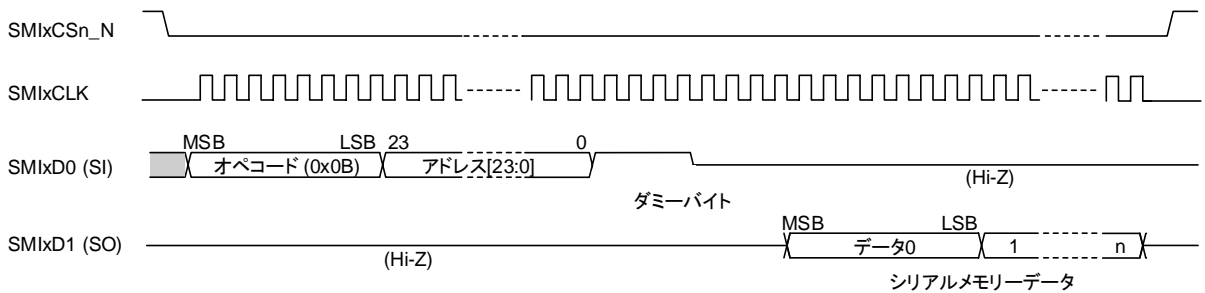 SMIxCSn_N
SMIxCLK
MSB LSB 23 0
SMIxD0 (SI) オペコード (0x0B) アドレス[23:0] (Hi-Z)
ダミーバイト
MSB LSB
SMIxD1 (SO) (Hi-Z) データ0 1 n
シリアルメモリーデータ